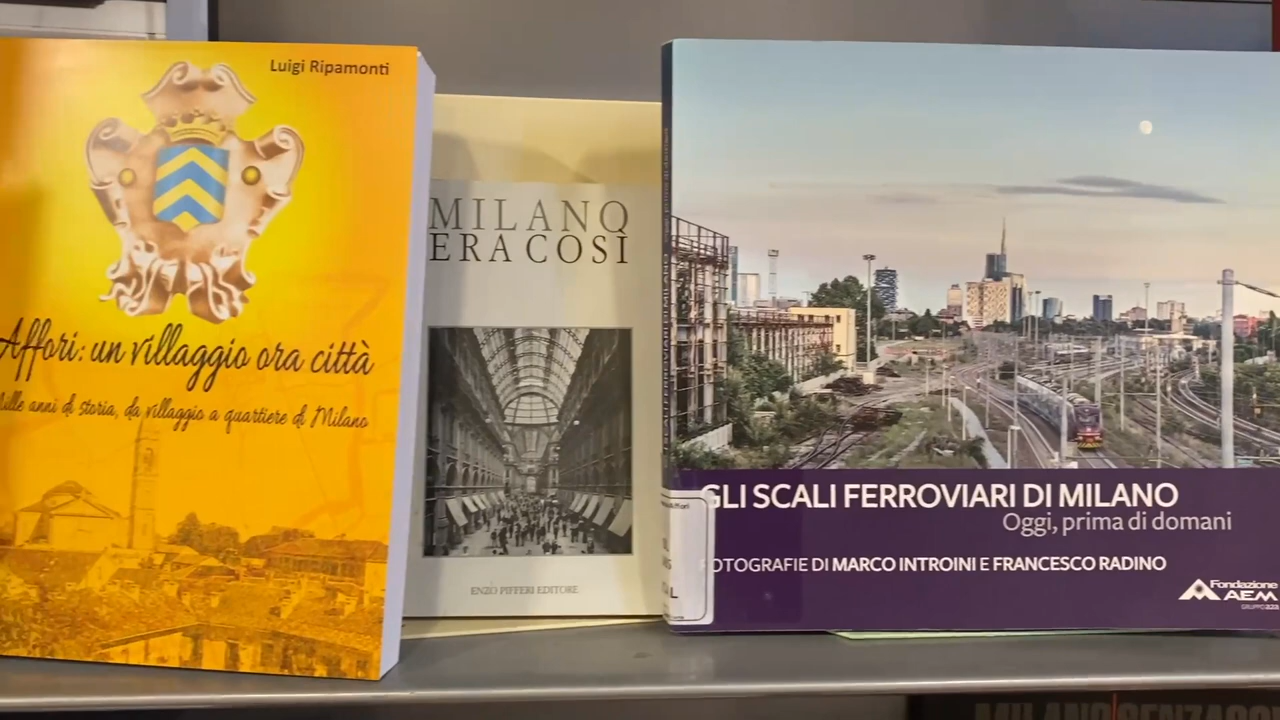 Luigi Ripamonti
Affori: un villaggio ora città
Mille anni di storia, da villaggio a quartiere di Milano
MILANO
ERA COSÌ
ENZO PIFFERI EDITORE
GLI SCALI FERROVIARI DI MILANO
Oggi, prima di domani
FOTOGRAFIE DI MARCO INTROINI E FRANCESCO RADINO
Fondazione
AEM
GRUPPO A2A